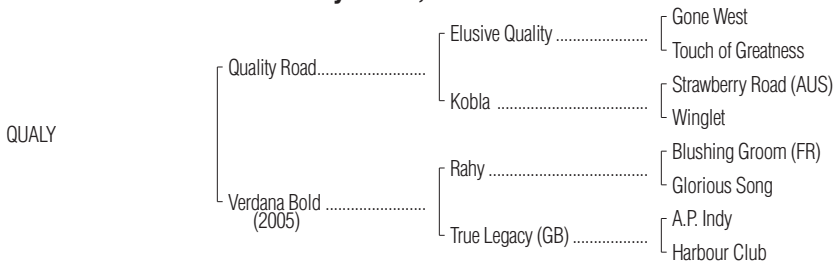 Gone West
Elusive Quality .....................
Touch of Greatness
Quality Road.........................
Strawberry Road (AUS)
Kobla ..................................
Winglet
QUALY
Blushing Groom (FR)
Rahy ....................................
Glorious Song
Verdana Bold .......................
(2005)
A.P. Indy
True Legacy (GB) .................
Harbour Club